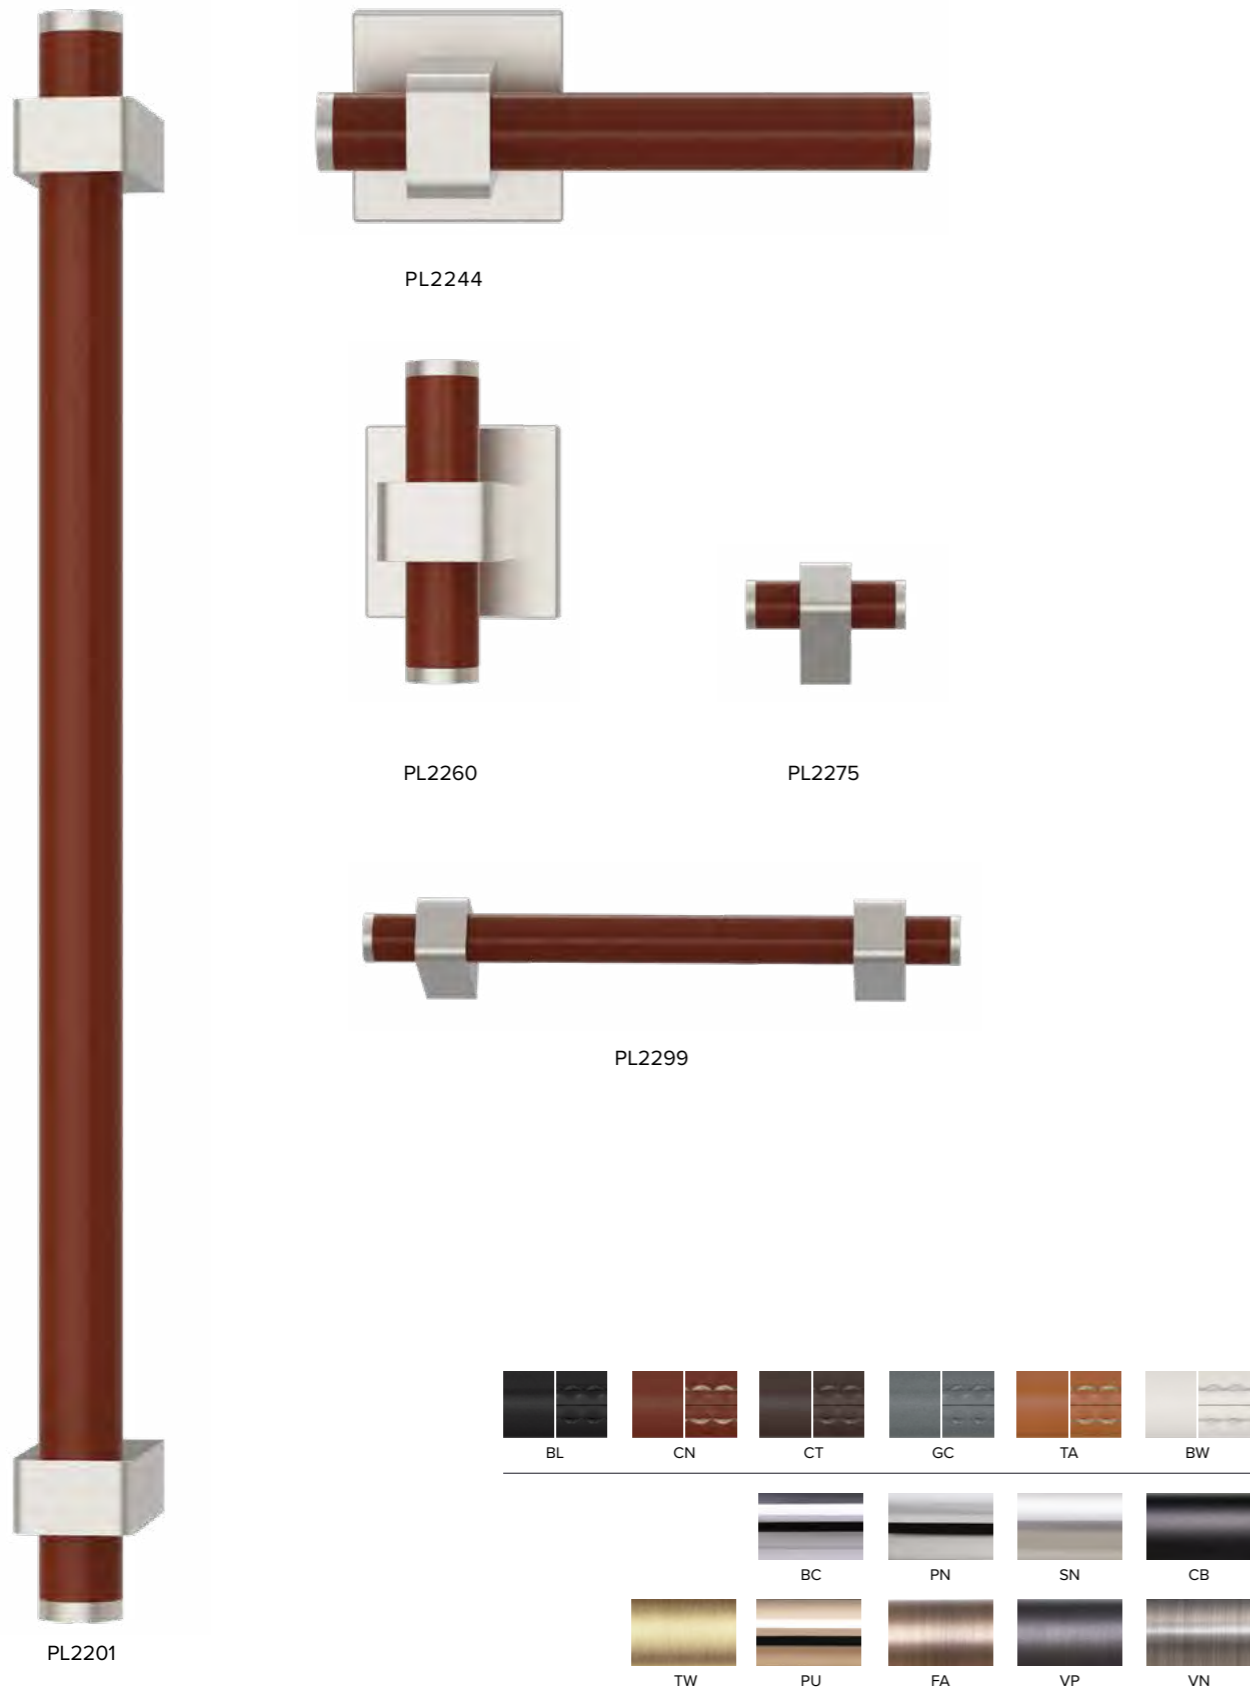 PL2244
PL2260
PL2275
PL2299
BL CN CT GC TA BW
BC PN SN CB
TW PU FA VP VN
PL2201